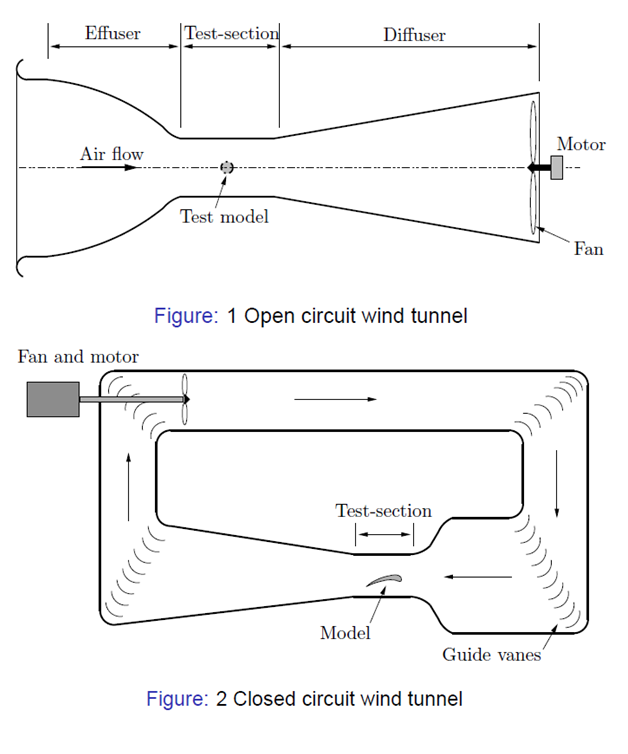 Effuser
Test-section
Diffuser
Air flow
Motor
Test model
Fan
Figure: 1 Open circuit wind tunnel
Fan and motor
Test-section
Model
Guide vanes
Figure: 2 Closed circuit wind tunnel